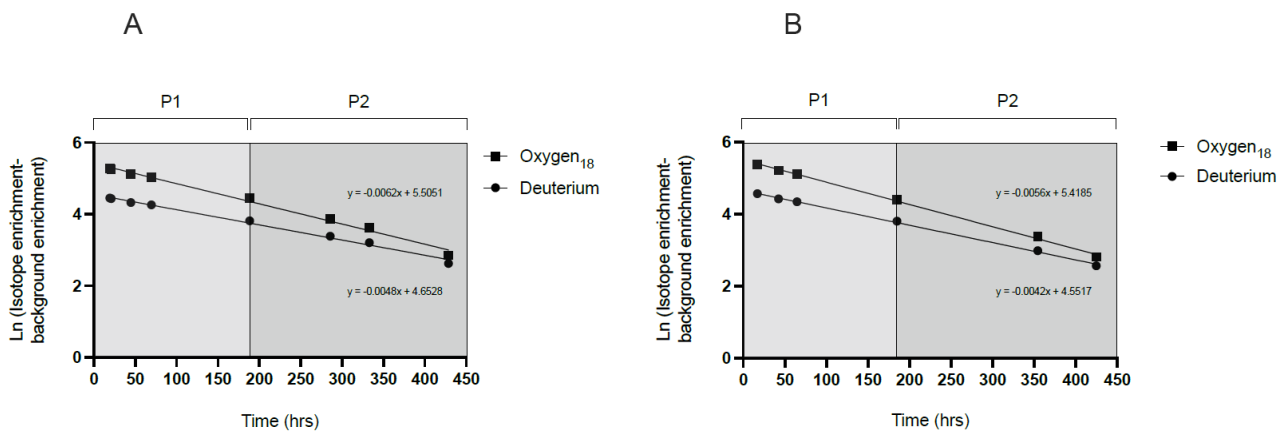 A
P1
P2
Ln (Isotope enrichment-
background enrichment)
6
4
2
0
y = -0.0062x + 5.5051
y = -0.0048x + 4.6528
0 50 100 150 200 250 300 350 400 450
Time (hrs)
Oxygen₁₈
Deuterium
B
P1
P2
Ln (Isotope enrichment-
background enrichment)
6
4
2
0
y = -0.0056x + 5.4185
y = -0.0042x + 4.5517
0 50 100 150 200 250 300 350 400 450
Time (hrs)
Oxygen₁₈
Deuterium